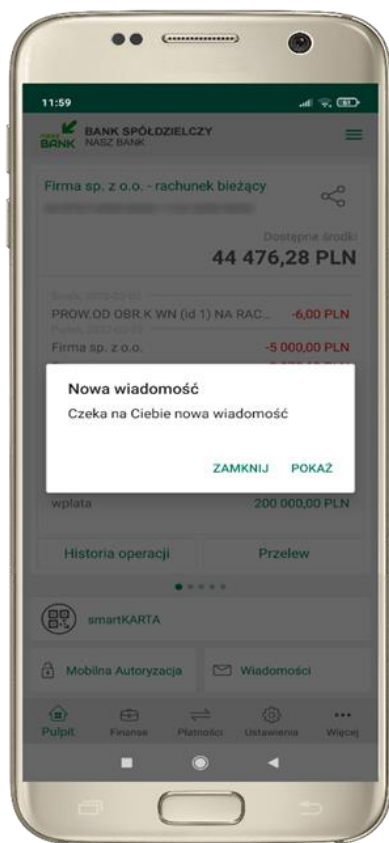 11:59
81
NASZ BANK
BANK SPÓŁDZIELCZY
NASZ BANK
Firma sp. z o.o. - rachunek bieżący
Dostępne środki
44 476,28 PLN
PROW.OD OBR.K WN (id 1) NA RAC... -6,00 PLN
Firma sp. z o.o. -5 000,00 PLN
Nowa wiadomość
Czeka na Ciebie nowa wiadomość
ZAMKNIJ POKAŻ
wpłata 200 000,00 PLN
Historia operacji Przelew
smartKARTA
Mobilna Autoryzacja Wiadomości
Pulpit Finanse Płatności Ustawienia Więcej